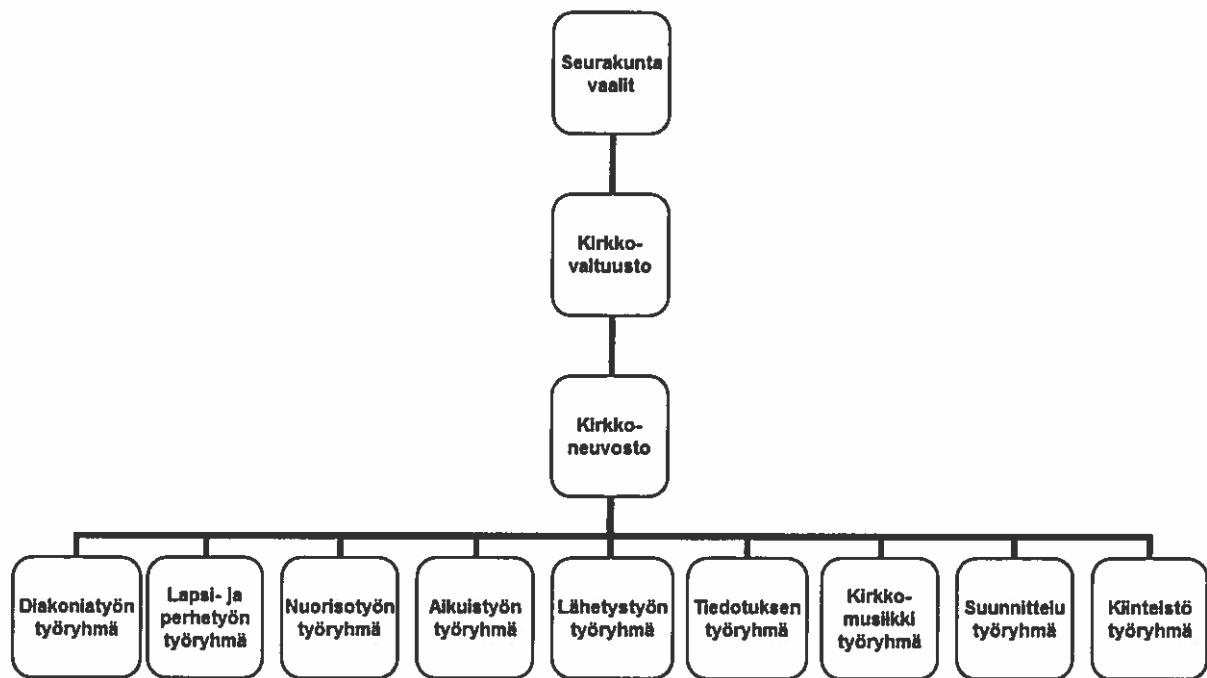 Seurakunta
vaalit
Kirkko-
valtuusto
Kirkko-
neuvosto
Diakoniatyön
työryhmä
Lapsi- ja
perhetyön
työryhmä
Nuorisotyön
työryhmä
Aikuistyön
työryhmä
Lähetystyön
työryhmä
Tiedotuksen
työryhmä
Kirkko-
musiikki
työryhmä
Suunnittelu
työryhmä
Kiinteistö
työryhmä